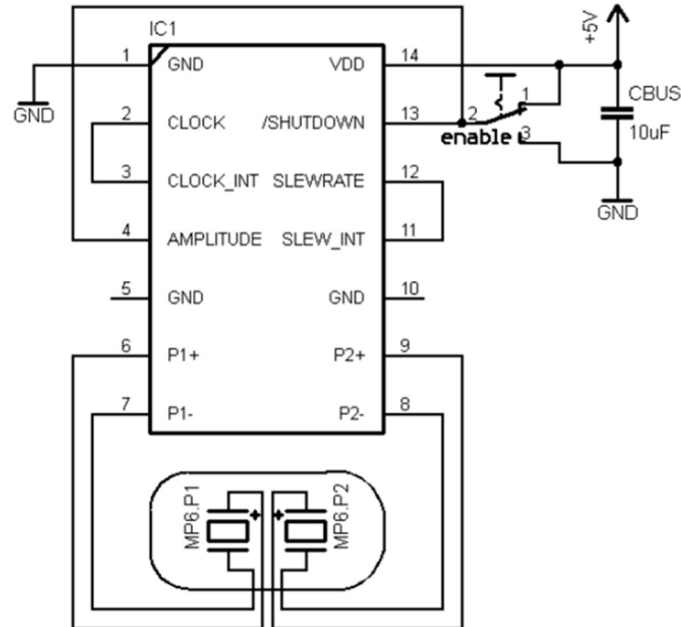 IC1
+5V
1 GND VDD 14
GND
2 CLOCK /SHUTDOWN 13
2 1
enable 3
CBUS
10uF
3 CLOCK_INT SLEWRATE 12
GND
4 AMPLITUDE SLEW_INT 11
5 GND GND 10
6 P1+ P2+ 9
7 P1- P2- 8
MP6.P1 + + MP6.P2